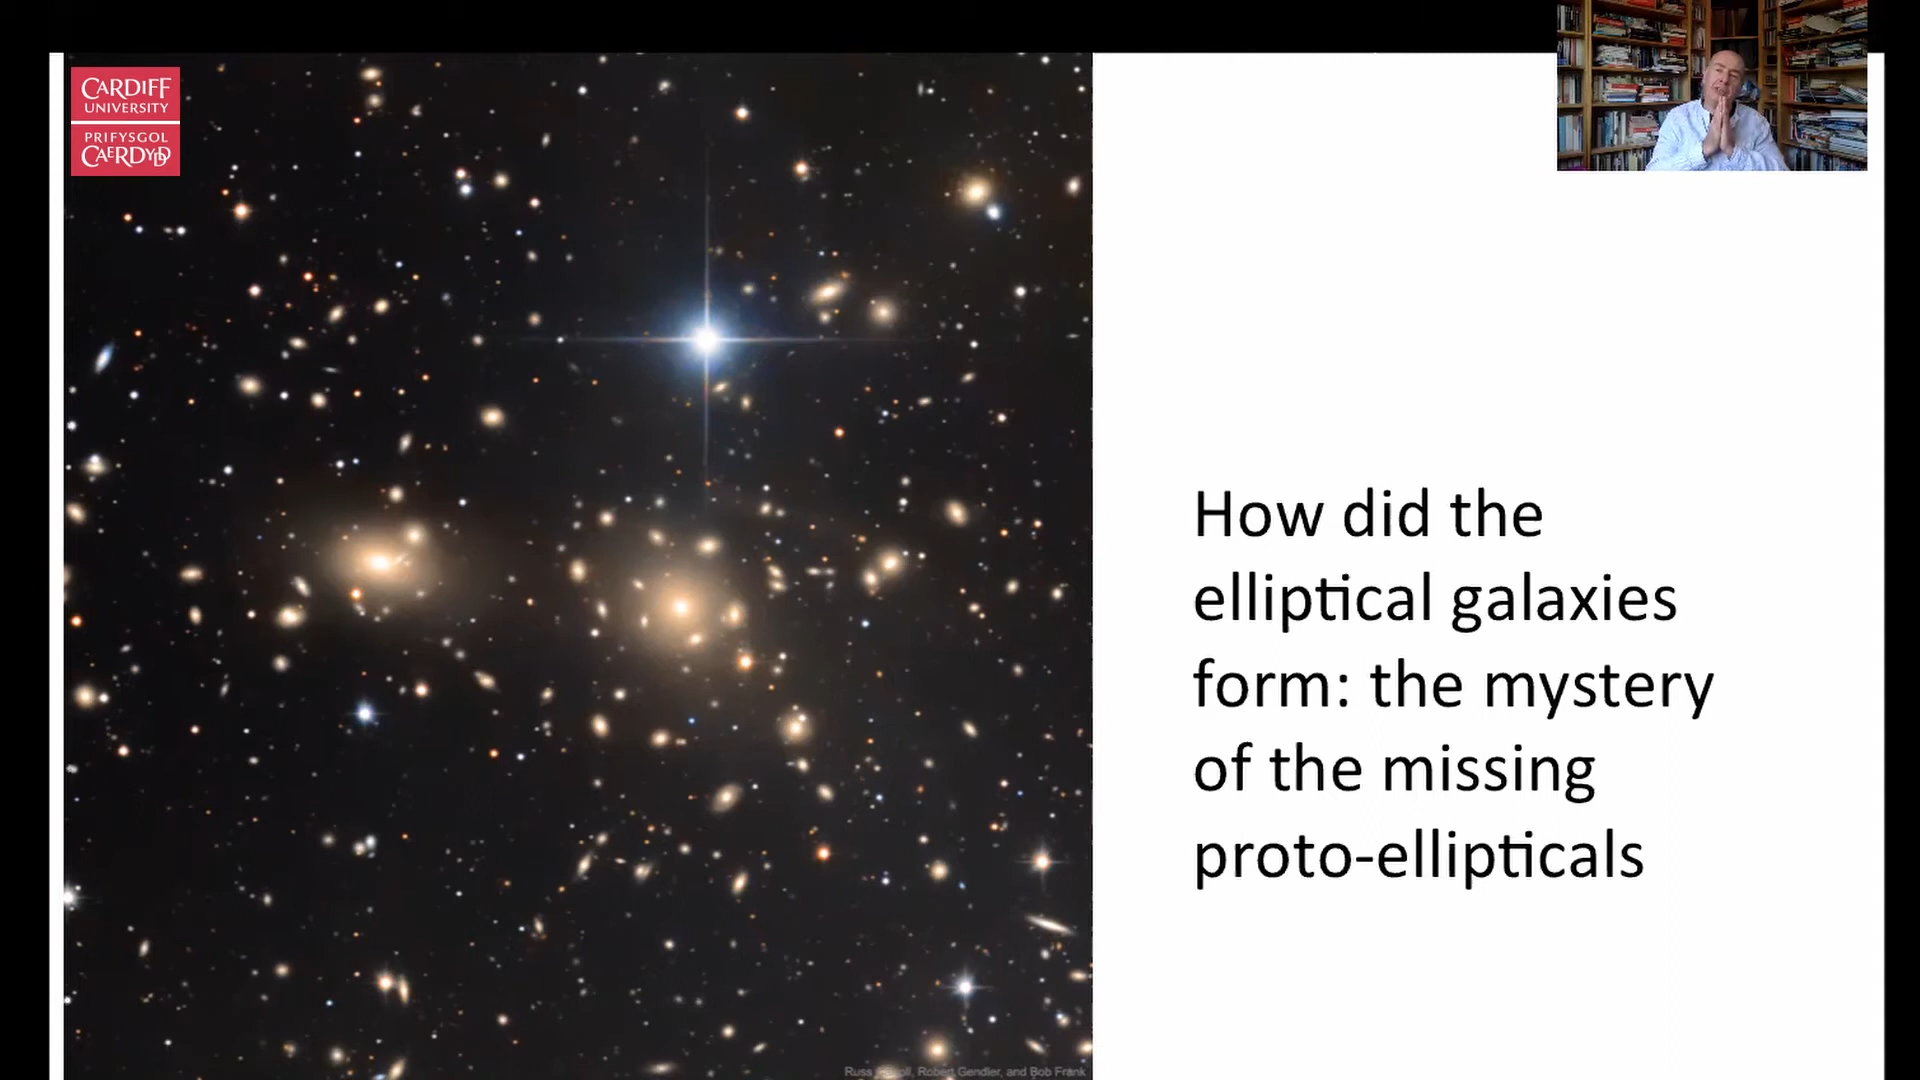 CARDIFF
UNIVERSITY
PRIFYSGOL
CAERDYDD
How did the
elliptical galaxies
form: the mystery
of the missing
proto-ellipticals
Russ Robert Gendler, and Bob Frank